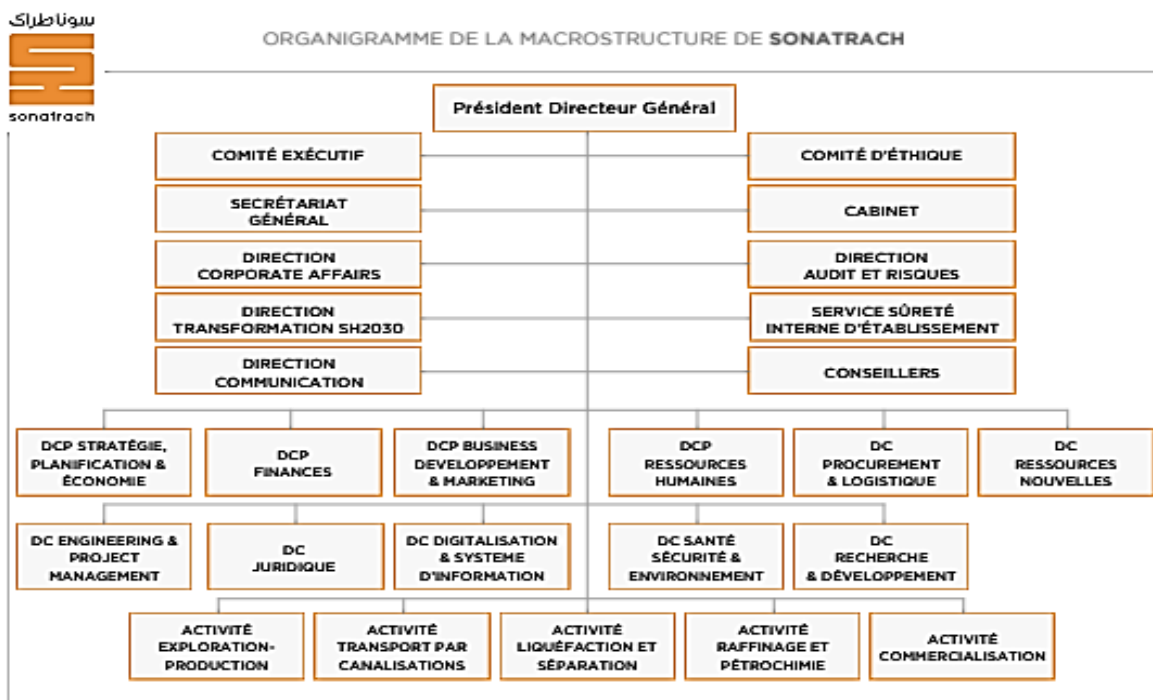 سوناطراك
sonatrach
ORGANIGRAMME DE LA MACROSTRUCTURE DE SONATRACH
Président Directeur Général
COMITÉ EXÉCUTIF
COMITÉ D'ÉTHIQUE
SECRÉTARIAT
GÉNÉRAL
CABINET
DIRECTION
CORPORATE AFFAIRS
DIRECTION
AUDIT ET RISQUES
DIRECTION
TRANSFORMATION SH2030
SERVICE SÛRETÉ
INTERNE D'ÉTABLISSEMENT
DIRECTION
COMMUNICATION
CONSEILLERS
DCP STRATÉGIE,
PLANIFICATION &
ÉCONOMIE
DCP
FINANCES
DCP BUSINESS
DEVELOPPEMENT
& MARKETING
DCP
RESSOURCES
HUMAINES
DC
PROCUREMENT
& LOGISTIQUE
DC
RESSOURCES
NOUVELLES
DC ENGINEERING &
PROJECT
MANAGEMENT
DC
JURIDIQUE
DC DIGITALISATION
& SYSTEME
D'INFORMATION
DC SANTÉ
SÉCURITÉ &
ENVIRONNEMENT
DC
RECHERCHE
& DÉVELOPPEMENT
ACTIVITÉ
EXPLORATION-
PRODUCTION
ACTIVITÉ
TRANSPORT PAR
CANALISATIONS
ACTIVITÉ
LIQUÉFACTION ET
SÉPARATION
ACTIVITÉ
RAFFINAGE ET
PÉTROCHIMIE
ACTIVITÉ
COMMERCIALISATION